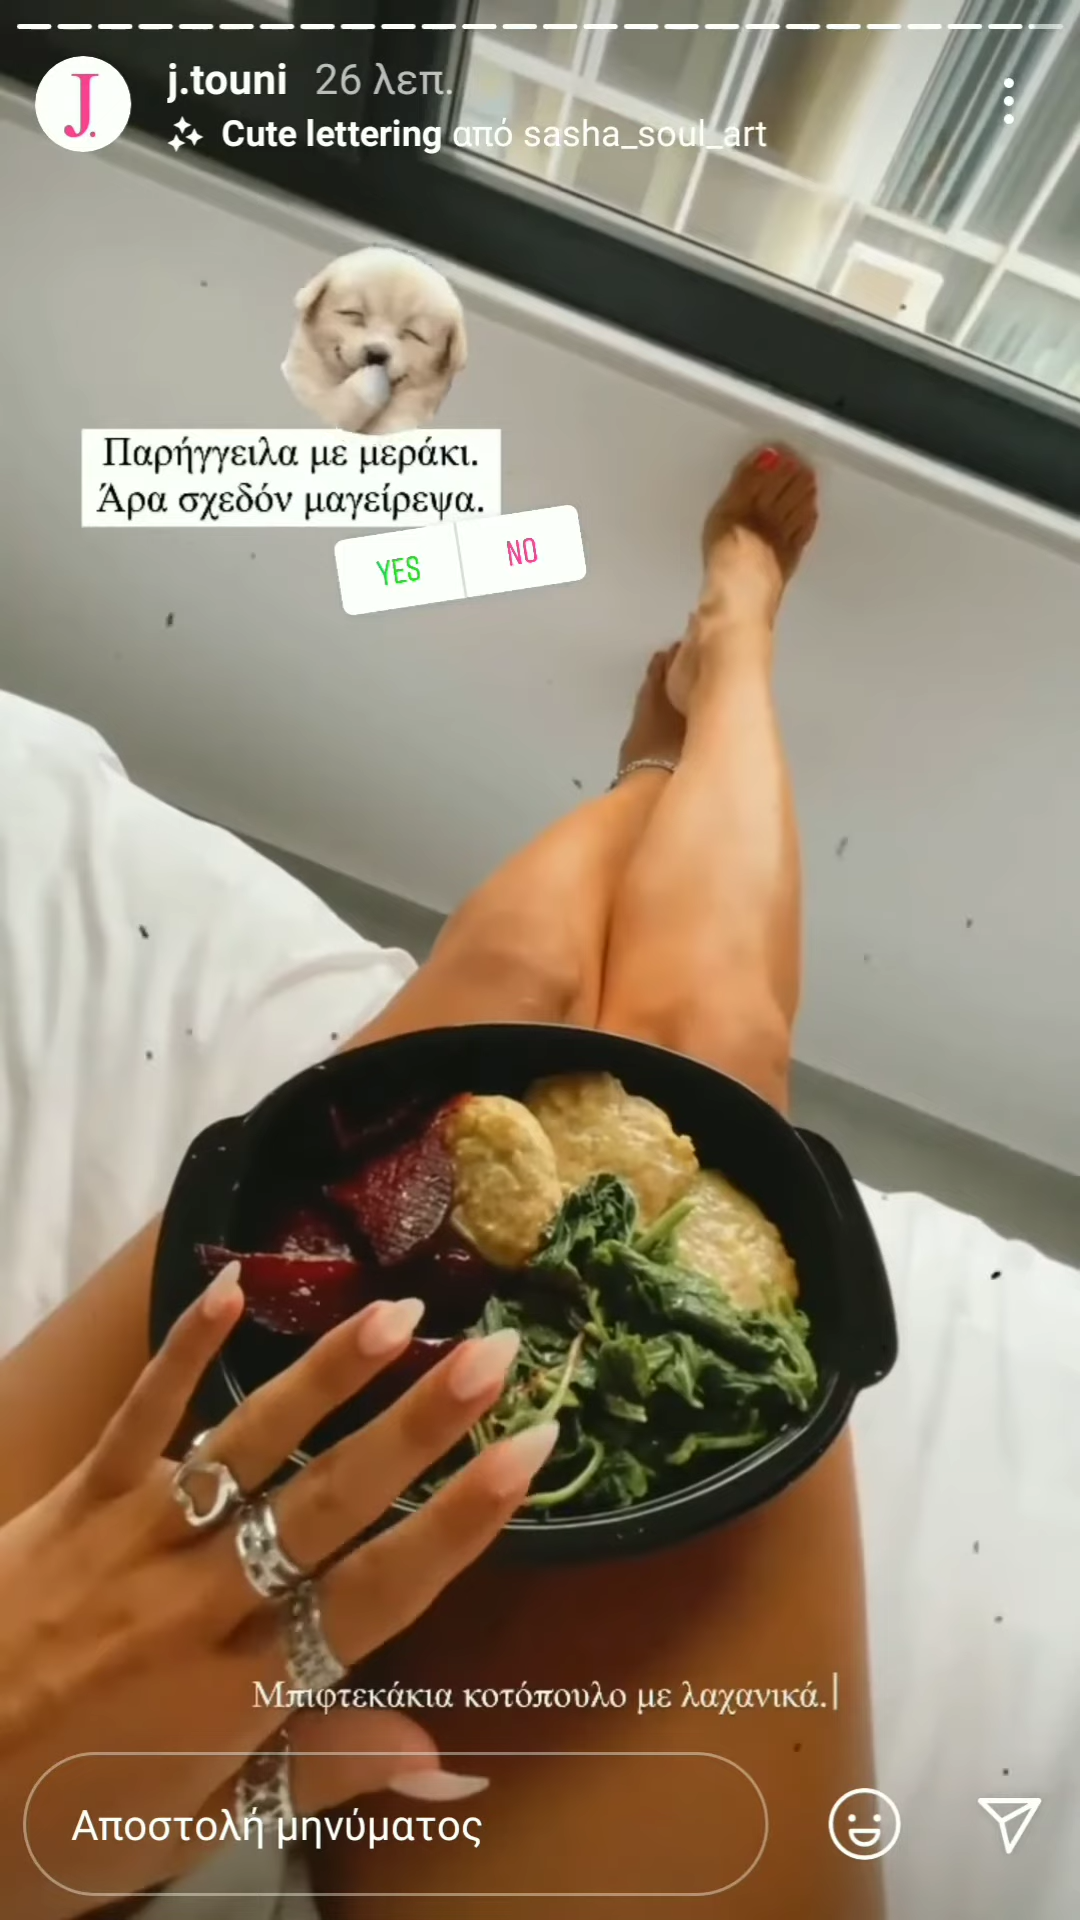 J.
j.touni 26 λεπ.
Cute lettering από sasha_soul_art
Παρήγγειλα με μεράκι.
Άρα σχεδόν μαγείρεψα.
YES NO
Μπιφτεκάκια κοτόπουλο με λαχανικά.
Αποστολή μηνύματος